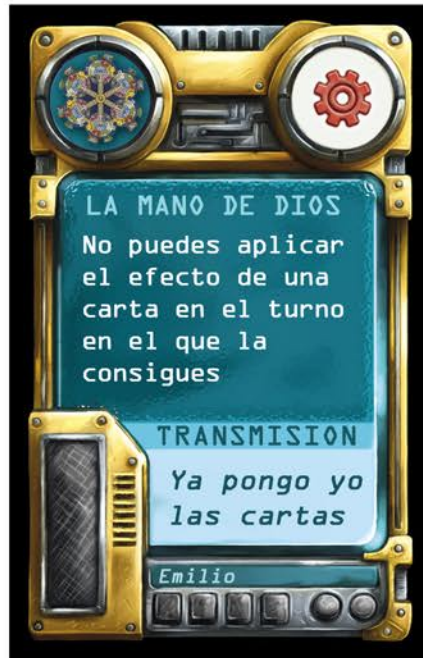 LA MANO DE DIOS
No puedes aplicar
el efecto de una
carta en el turno
en el que la
consigues
TRANSMISION
Ya pongo yo
las cartas
Emilio